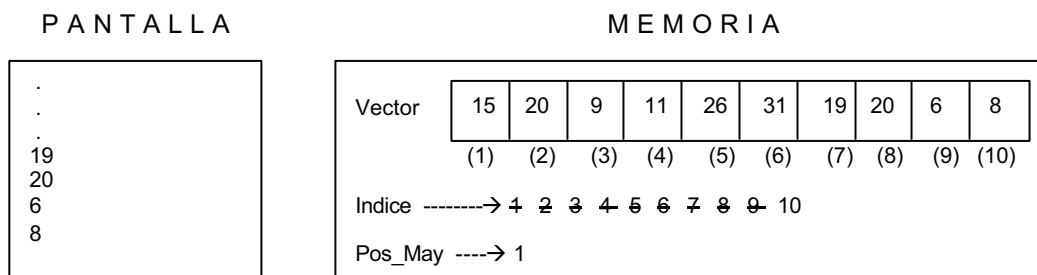 P A N T A L L A
M E M O R I A
.
.
.
19
20
6
8
Vector 15 20 9 11 26 31 19 20 6 8
(1) (2) (3) (4) (5) (6) (7) (8) (9) (10)
Indice --------→ 1 2 3 4 5 6 7 8 9 10
Pos_May ----→ 1